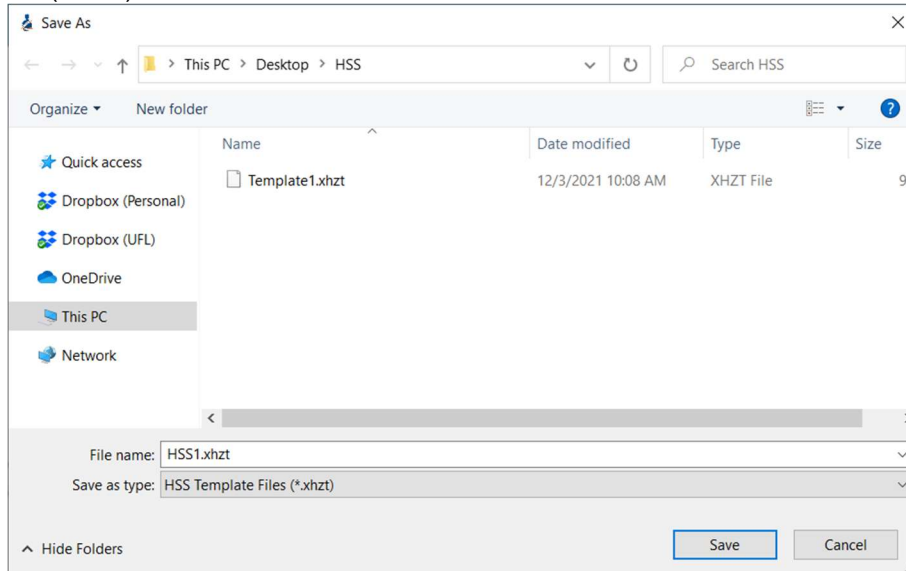 Save As
This PC > Desktop > HSS
Search HSS
Organize
New folder
Name Date modified Type Size
Quick access
Template1.xhzt 12/3/2021 10:08 AM XHZT File 9
Dropbox (Personal)
Dropbox (UFL)
OneDrive
This PC
Network
File name: HSS1.xhzt
Save as type: HSS Template Files (*.xhzt)
Hide Folders
Save Cancel